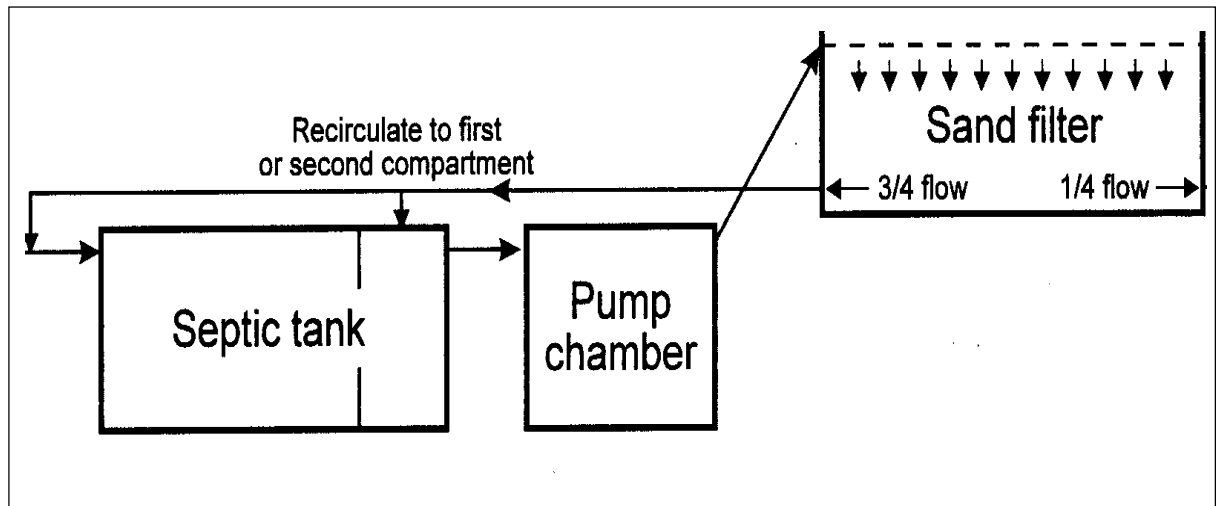 Recirculate to first
or second compartment
Sand filter
3/4 flow
1/4 flow
Septic tank
Pump
chamber